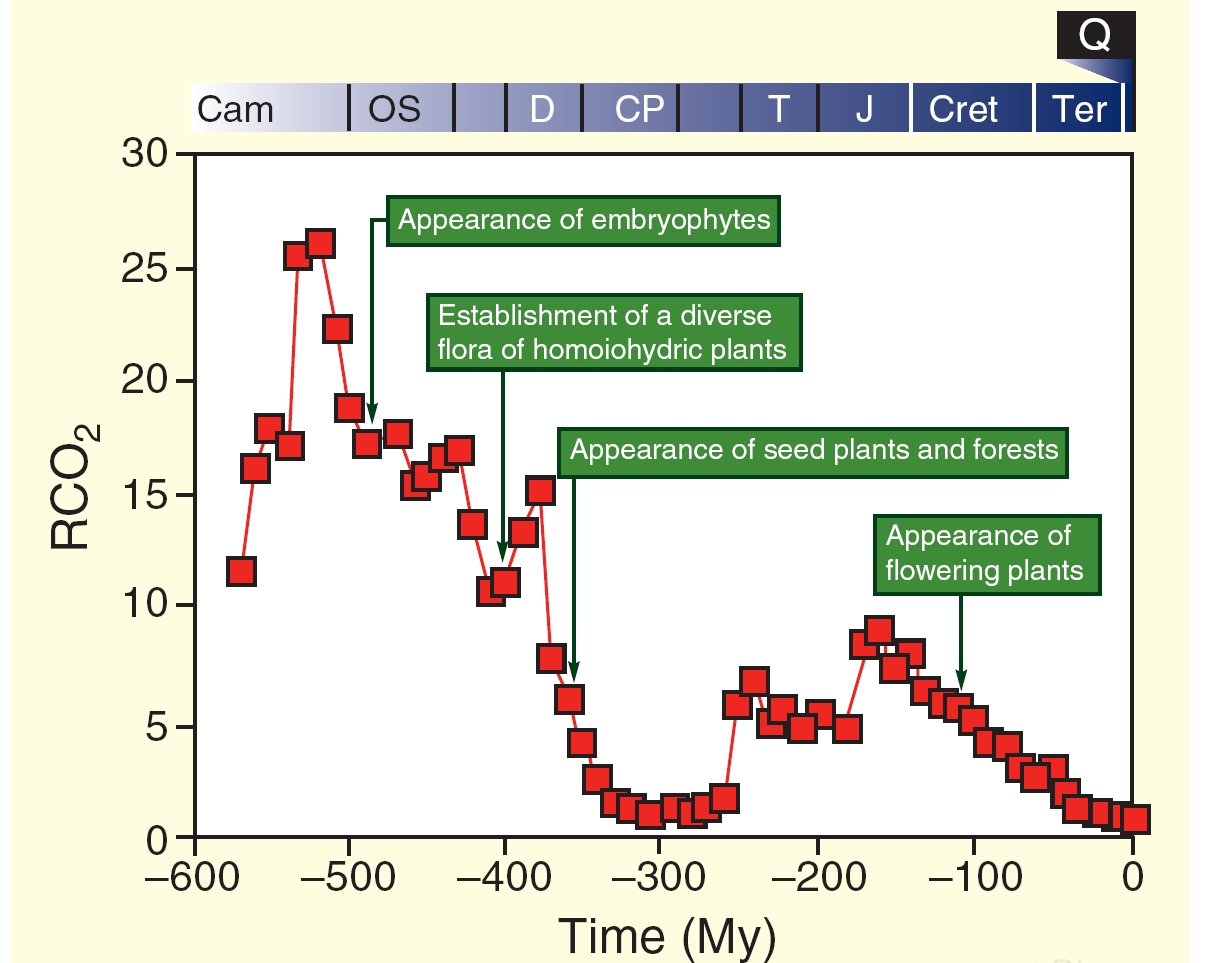 Q
Cam OS D CP T J Cret Ter
30
Appearance of embryophytes
25
Establishment of a diverse
flora of homoiohydric plants
20
Appearance of seed plants and forests
15
Appearance of
flowering plants
10
5
0
RCO2
–600 –500 –400 –300 –200 –100 0
Time (My)